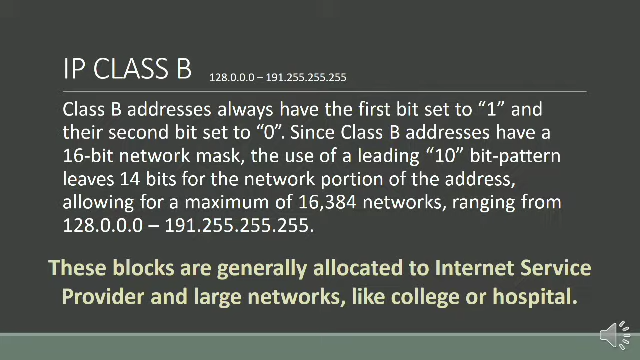 IP CLASS B 128.0.0.0 – 191.255.255.255
Class B addresses always have the first bit set to “1” and
their second bit set to “0”. Since Class B addresses have a
16-bit network mask, the use of a leading “10” bit-pattern
leaves 14 bits for the network portion of the address,
allowing for a maximum of 16,384 networks, ranging from
128.0.0.0 – 191.255.255.255.
These blocks are generally allocated to Internet Service
Provider and large networks, like college or hospital.